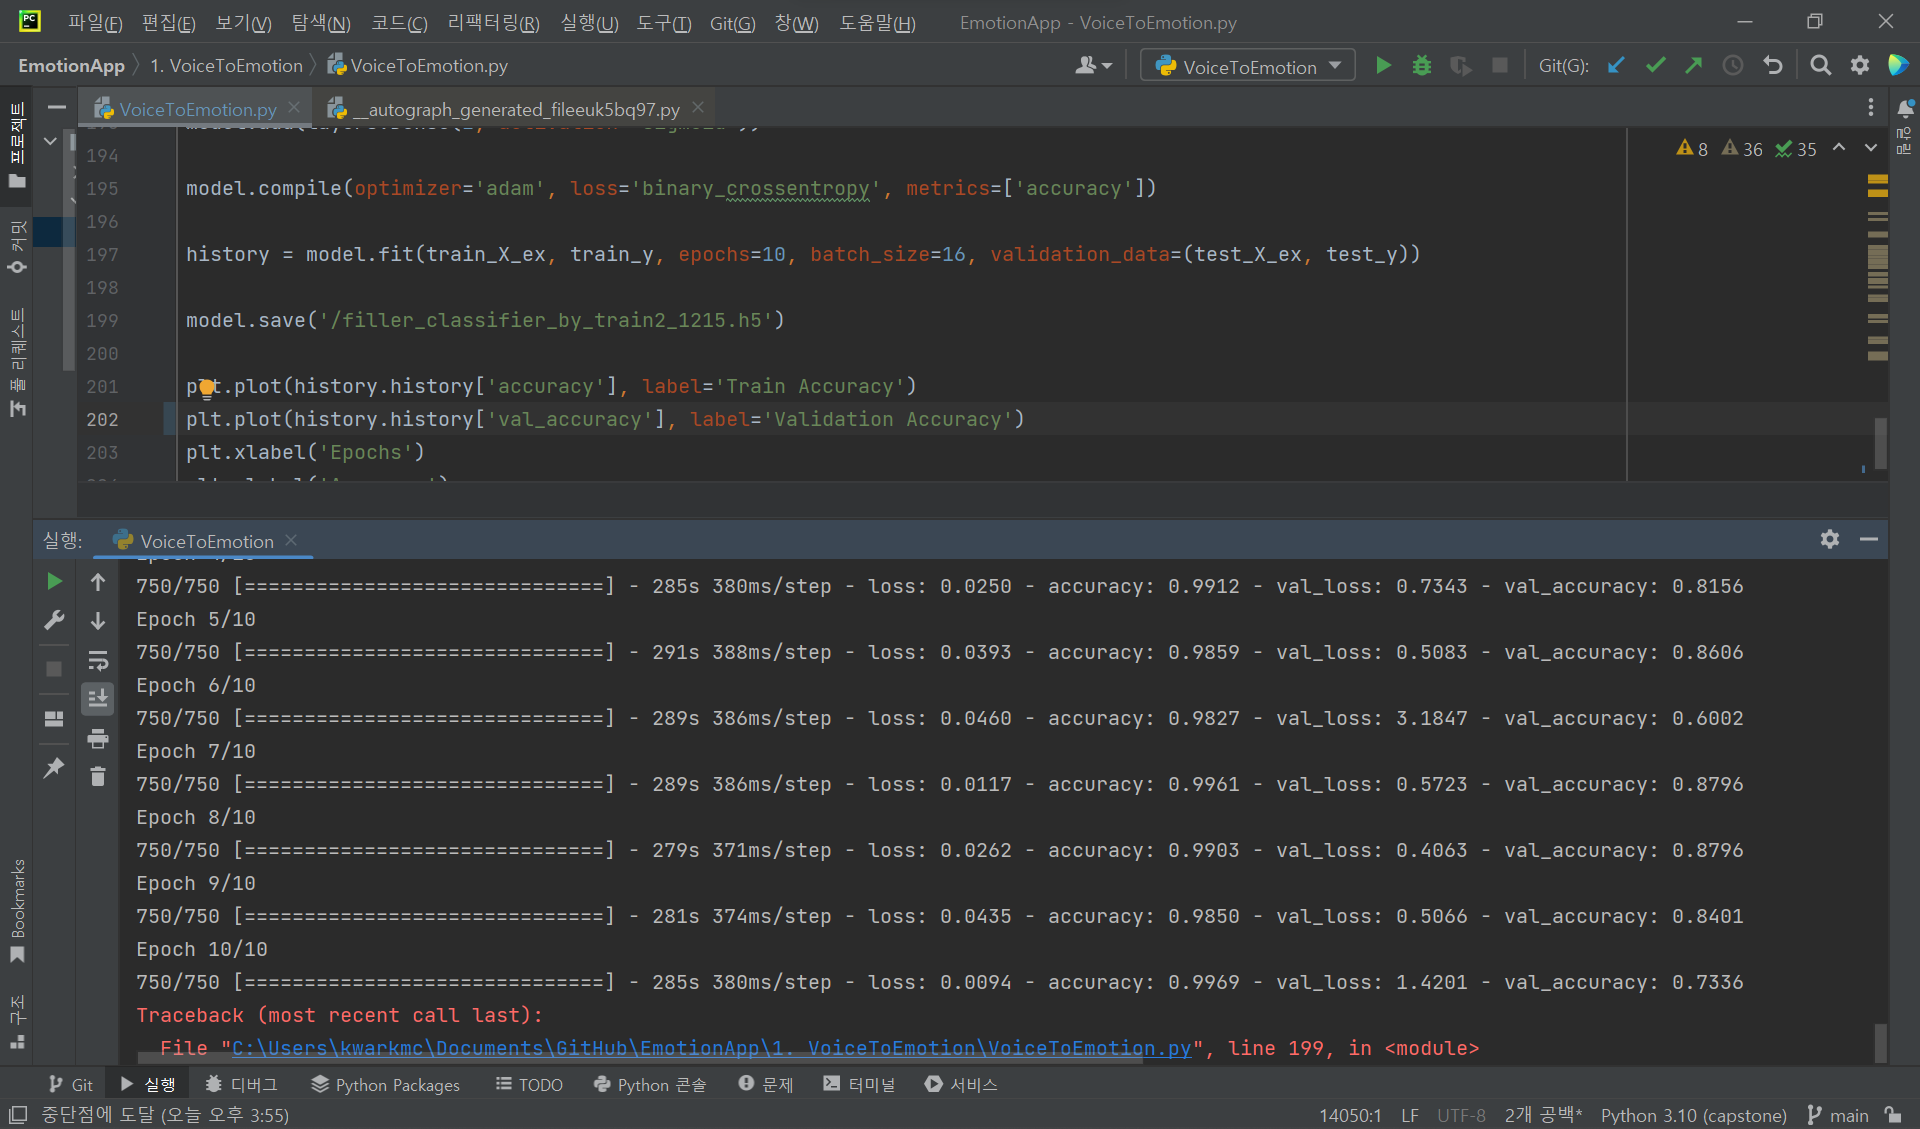 PC 파일(F) 편집(E) 보기(V) 탐색(N) 코드(C) 리팩터링(R) 실행(U) 도구(T) Git(G) 창(W) 도움말(H) EmotionApp - VoiceToEmotion.py
EmotionApp 1. VoiceToEmotion VoiceToEmotion.py VoiceToEmotion Git(G):
VoiceToEmotion.py __autograph_generated_fileeuk5bq97.py
프로젝트
커밋
풀 리퀘스트
Bookmarks
구조
알림
8 36 35
194
195 model.compile(optimizer='adam', loss='binary_crossentropy', metrics=['accuracy'])
196
197 history = model.fit(train_X_ex, train_y, epochs=10, batch_size=16, validation_data=(test_X_ex, test_y))
198
199 model.save('/filler_classifier_by_train2_1215.h5')
200
201 plt.plot(history.history['accuracy'], label='Train Accuracy')
202 plt.plot(history.history['val_accuracy'], label='Validation Accuracy')
203 plt.xlabel('Epochs')
실행: VoiceToEmotion
750/750 [==============================] - 285s 380ms/step - loss: 0.0250 - accuracy: 0.9912 - val_loss: 0.7343 - val_accuracy: 0.8156
Epoch 5/10
750/750 [==============================] - 291s 388ms/step - loss: 0.0393 - accuracy: 0.9859 - val_loss: 0.5083 - val_accuracy: 0.8606
Epoch 6/10
750/750 [==============================] - 289s 386ms/step - loss: 0.0460 - accuracy: 0.9827 - val_loss: 3.1847 - val_accuracy: 0.6002
Epoch 7/10
750/750 [==============================] - 289s 386ms/step - loss: 0.0117 - accuracy: 0.9961 - val_loss: 0.5723 - val_accuracy: 0.8796
Epoch 8/10
750/750 [==============================] - 279s 371ms/step - loss: 0.0262 - accuracy: 0.9903 - val_loss: 0.4063 - val_accuracy: 0.8796
Epoch 9/10
750/750 [==============================] - 281s 374ms/step - loss: 0.0435 - accuracy: 0.9850 - val_loss: 0.5066 - val_accuracy: 0.8401
Epoch 10/10
750/750 [==============================] - 285s 380ms/step - loss: 0.0094 - accuracy: 0.9969 - val_loss: 1.4201 - val_accuracy: 0.7336
Traceback (most recent call last):
File "C:\Users\kwarkmc\Documents\GitHub\EmotionApp\1. VoiceToEmotion\VoiceToEmotion.py", line 199, in <module>
Git 실행 디버그 Python Packages TODO Python 콘솔 문제 터미널 서비스
중단점에 도달 (오늘 오후 3:55) 14050:1 LF UTF-8 2개 공백* Python 3.10 (capstone) main